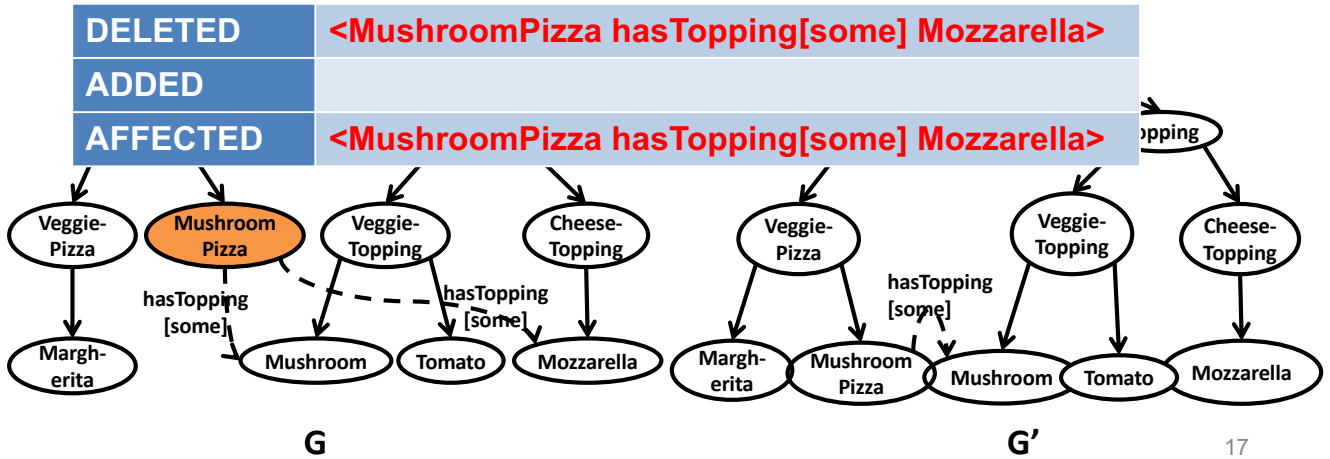 DELETED <MushroomPizza hasTopping[some] Mozzarella>
ADDED
AFFECTED <MushroomPizza hasTopping[some] Mozzarella>
opping
Veggie-
Pizza
Mushroom
Pizza
Veggie-
Topping
Cheese-
Topping
Veggie-
Pizza
Veggie-
Topping
Cheese-
Topping
hasTopping
[some]
hasTopping
[some]
hasTopping
[some]
Margh-
erita
Mushroom
Tomato
Mozzarella
Margh-
erita
Mushroom
Pizza
Mushroom
Tomato
Mozzarella
G
G’
17